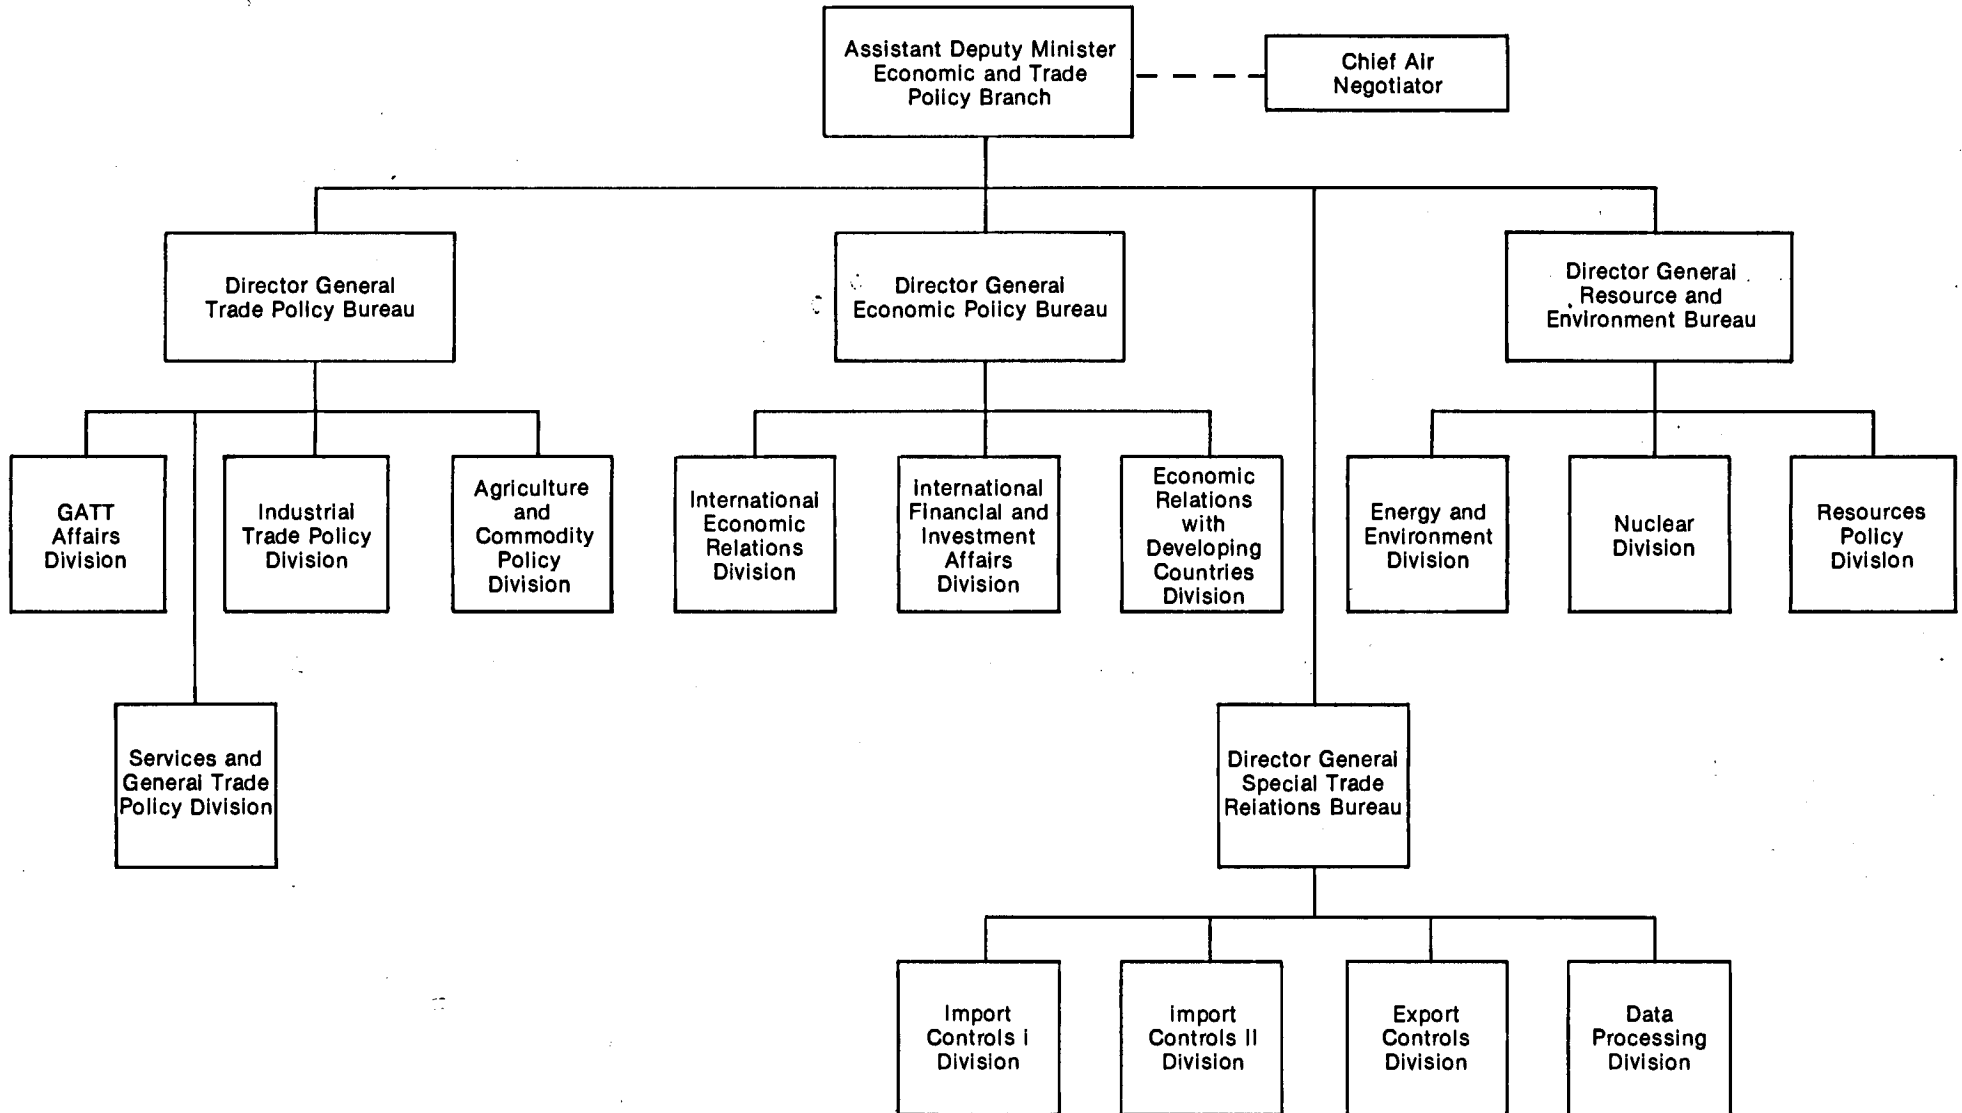 Assistant Deputy Minister
Economic and Trade
Policy Branch
Chief Air
Negotiator
Director General
Trade Policy Bureau
Director General
Economic Policy Bureau
Director General
Resource and
Environment Bureau
GATT
Affairs
Division
Industrial
Trade Policy
Division
Agriculture
and
Commodity
Policy
Division
International
Economic
Relations
Division
International
Financial and
Investment
Affairs
Division
Economic
Relations
with
Developing
Countries
Division
Energy and
Environment
Division
Nuclear
Division
Resources
Policy
Division
Services and
General Trade
Policy Division
Director General
Special Trade
Relations Bureau
Import
Controls I
Division
Import
Controls II
Division
Export
Controls
Division
Data
Processing
Division